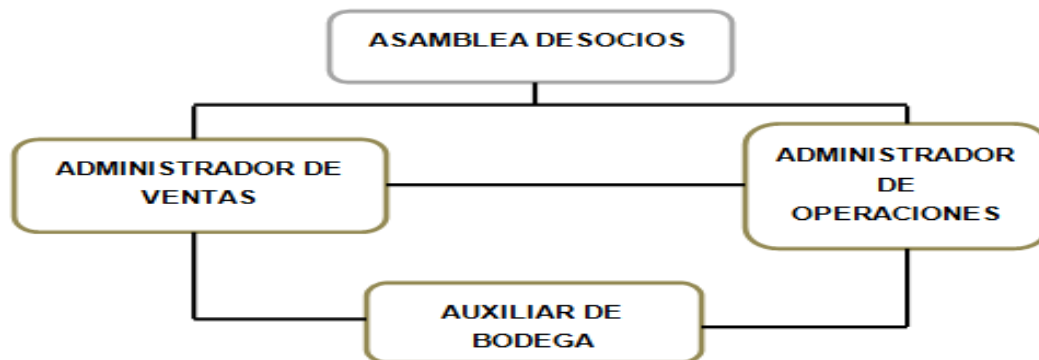 ASAMBLEA DESOCIOS
ADMINISTRADOR DE
VENTAS
ADMINISTRADOR
DE
OPERACIONES
AUXILIAR DE
BODEGA